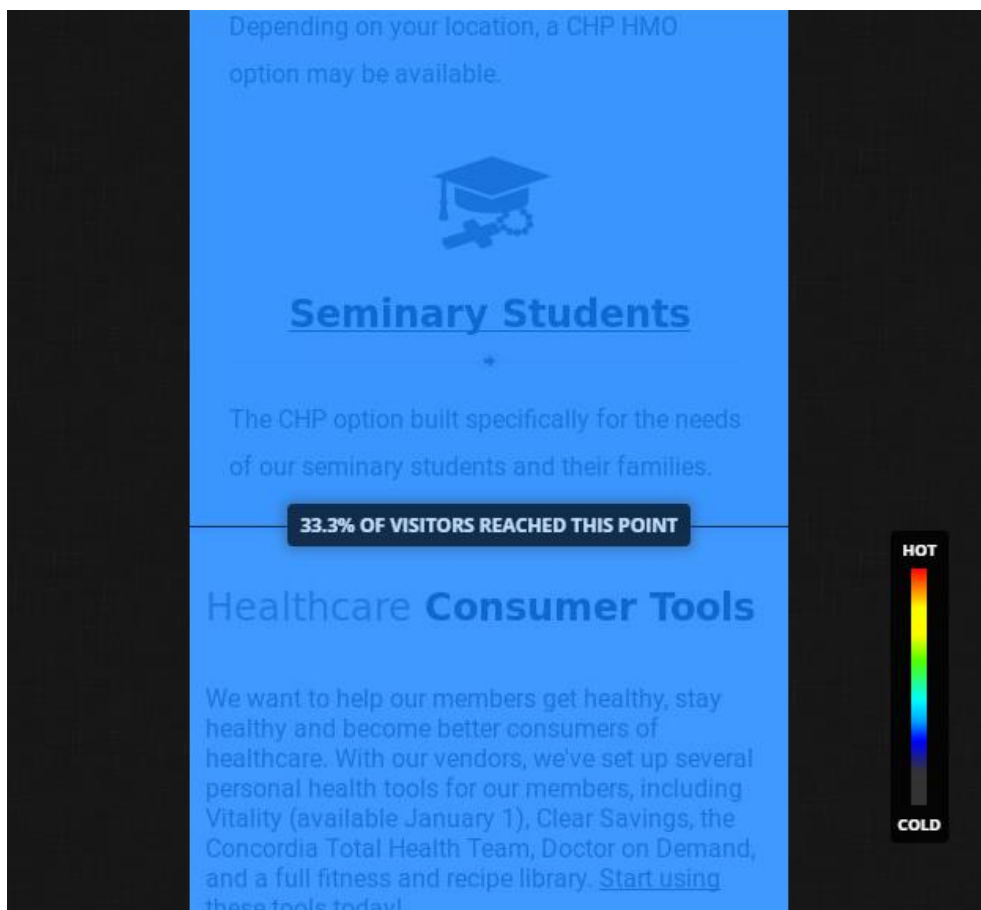 Depending on your location, a CHP HMO
option may be available.
Seminary Students
The CHP option built specifically for the needs
of our seminary students and their families.
33.3% OF VISITORS REACHED THIS POINT
HOT
Healthcare Consumer Tools
We want to help our members get healthy, stay
healthy and become better consumers of
healthcare. With our vendors, we've set up several
personal health tools for our members, including
Vitality (available January 1), Clear Savings, the
COLD
Concordia Total Health Team, Doctor on Demand,
and a full fitness and recipe library. Start using
these tools today!